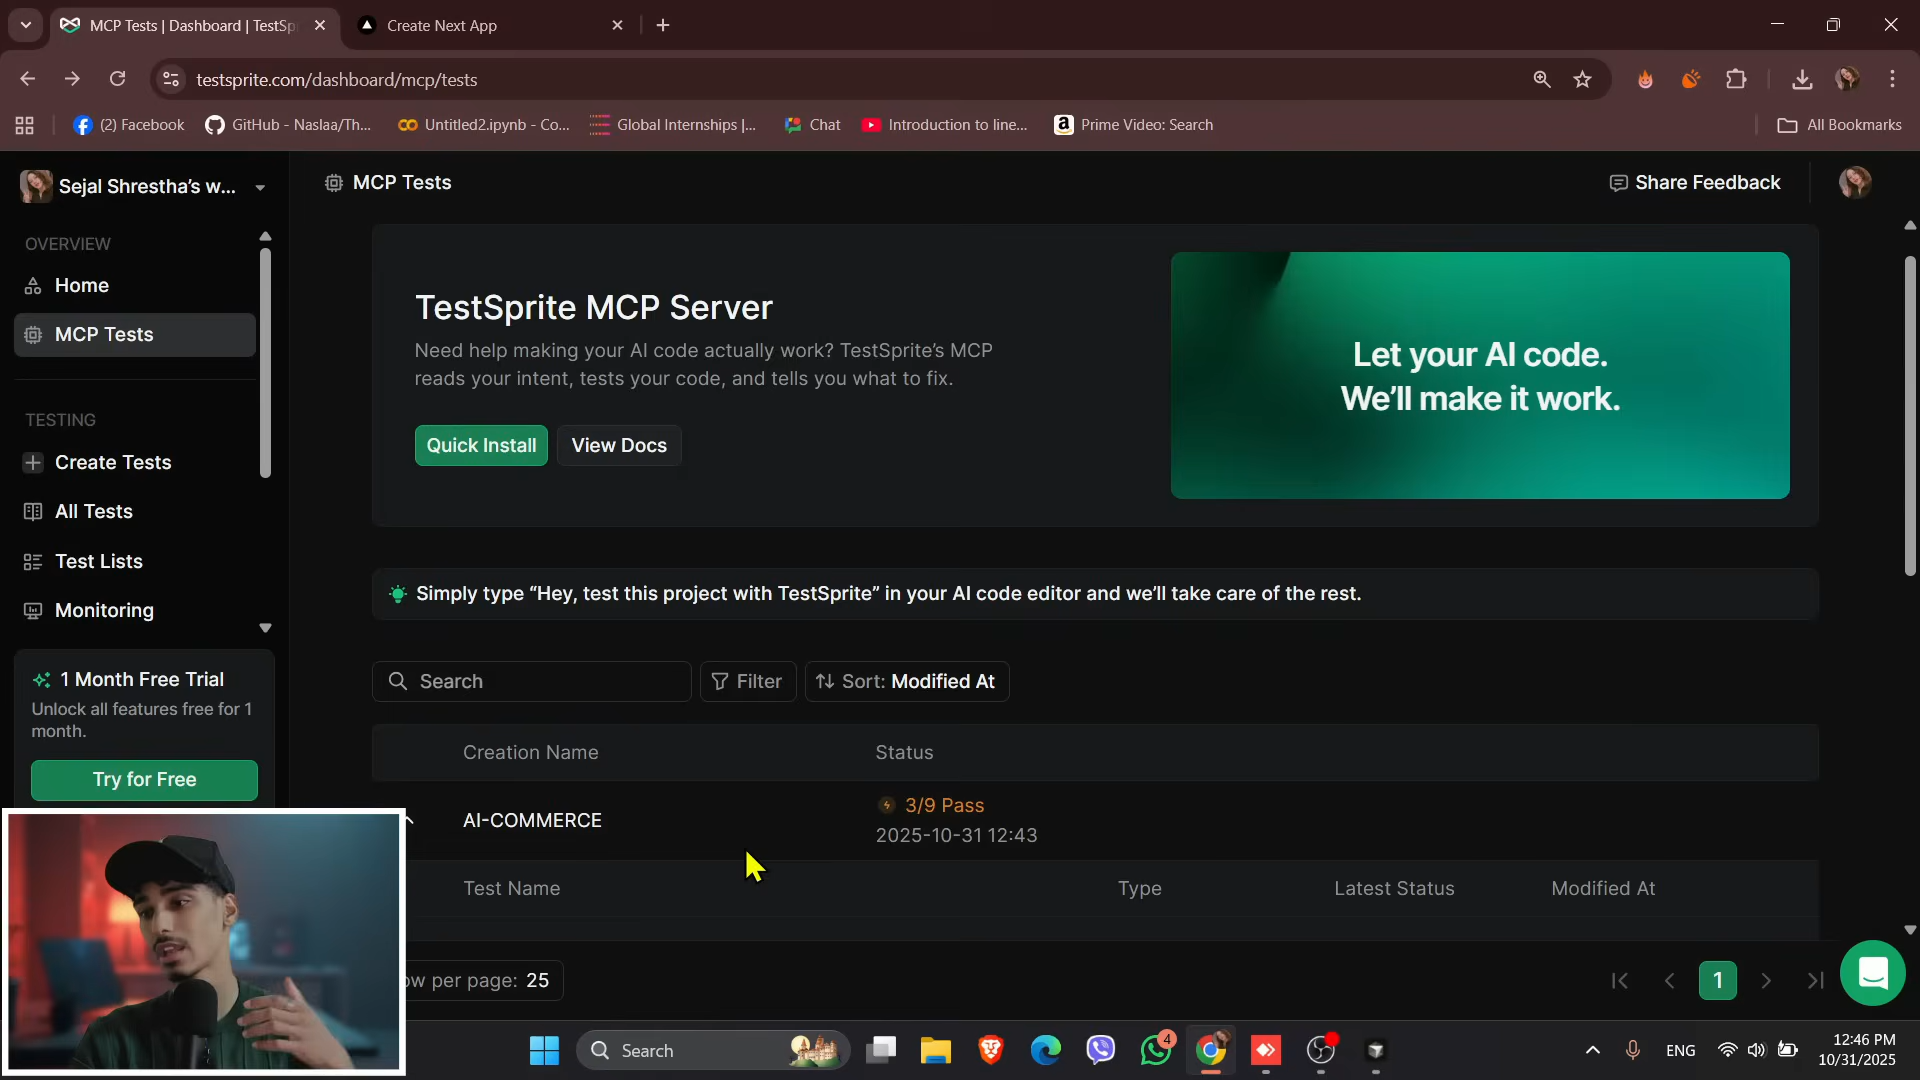 MCP Tests | Dashboard | TestSp
Create Next App
testsprite.com/dashboard/mcp/tests
(2) Facebook
GitHub - Naslaa/Th...
Untitled2.ipynb - Co...
Global Internships |...
Chat
Introduction to line...
Prime Video: Search
All Bookmarks
Sejal Shrestha's w...
MCP Tests
Share Feedback
OVERVIEW
Home
MCP Tests
TESTING
Create Tests
All Tests
Test Lists
Monitoring
1 Month Free Trial
Unlock all features free for 1
month.
Try for Free
TestSprite MCP Server
Need help making your AI code actually work? TestSprite's MCP
reads your intent, tests your code, and tells you what to fix.
Quick Install
View Docs
Let your AI code.
We'll make it work.
Simply type “Hey, test this project with TestSprite” in your AI code editor and we'll take care of the rest.
Search
Filter
Sort: Modified At
Creation Name
Status
AI-COMMERCE
3/9 Pass
2025-10-31 12:43
Test Name
Type
Latest Status
Modified At
ow per page: 25
1
Search
4
ENG
12:46 PM
10/31/2025